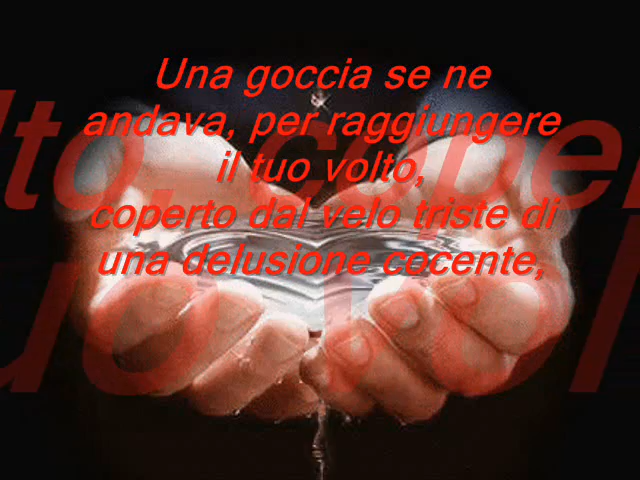 Una goccia se ne
andava, per raggiungere
il tuo volto,
coperto dal velo triste di
una delusione cocente,